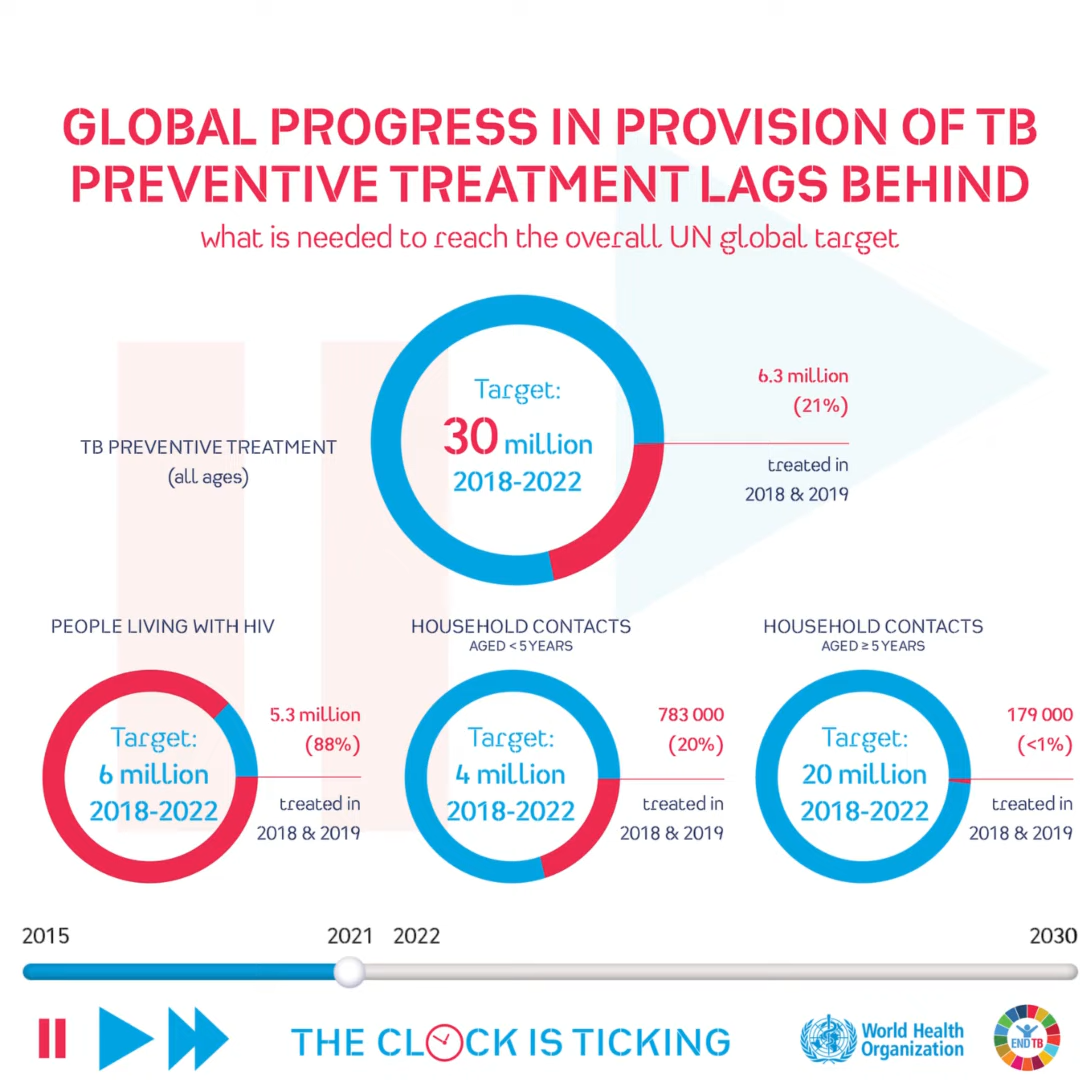 GLOBAL PROGRESS IN PROVISION OF TB
PREVENTIVE TREATMENT LAGS BEHIND
what is needed to reach the overall UN global target
TB PREVENTIVE TREATMENT
(all ages)
Target:
30 million
2018-2022
6.3 million
(21%)
treated in
2018 & 2019
PEOPLE LIVING WITH HIV
Target:
6 million
2018-2022
5.3 million
(88%)
treated in
2018 & 2019
HOUSEHOLD CONTACTS
AGED < 5 YEARS
Target:
4 million
2018-2022
783 000
(20%)
treated in
2018 & 2019
HOUSEHOLD CONTACTS
AGED ≥ 5 YEARS
Target:
20 million
2018-2022
179 000
(<1%)
treated in
2018 & 2019
2015 2021 2022 2030
THE CLOCK IS TICKING
World Health
Organization
END TB